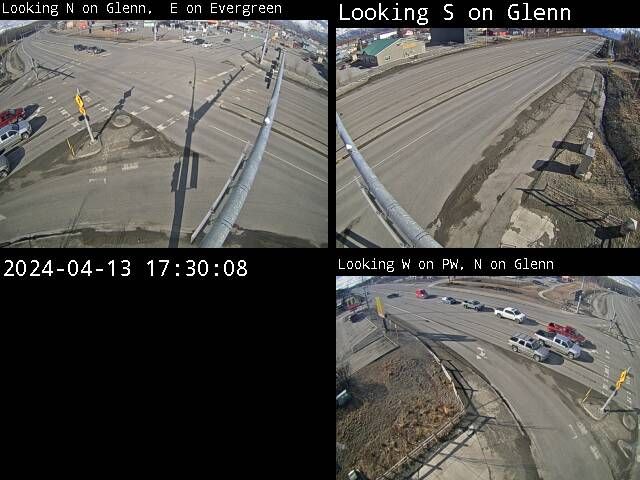 Looking N on Glenn, E on Evergreen
Looking S on Glenn
2024-04-13 17:30:08
Looking W on PW, N on Glenn